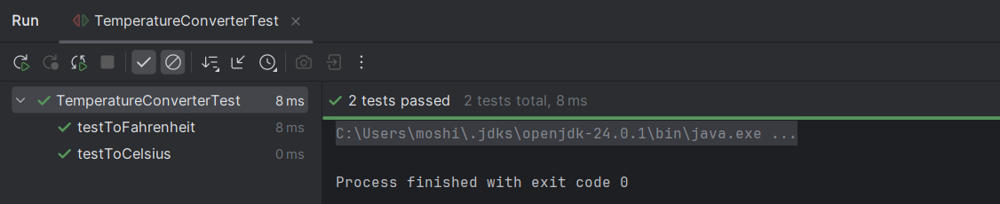 Run TemperatureConverterTest
TemperatureConverterTest 8 ms
testToFahrenheit 8 ms
testToCelsius 0 ms
2 tests passed 2 tests total, 8 ms
C:\Users\moshi\.jdks\openjdk-24.0.1\bin\java.exe ...
Process finished with exit code 0